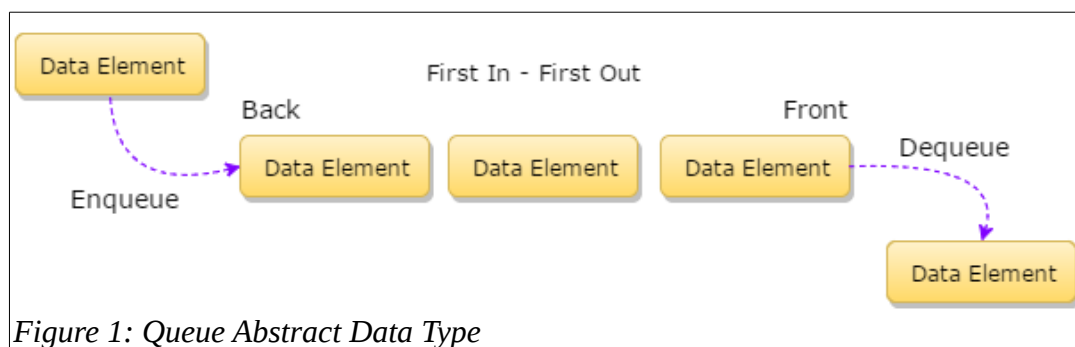 Data Element
First In - First Out
Back
Front
Data Element
Data Element
Data Element
Dequeue
Enqueue
Data Element
Figure 1: Queue Abstract Data Type